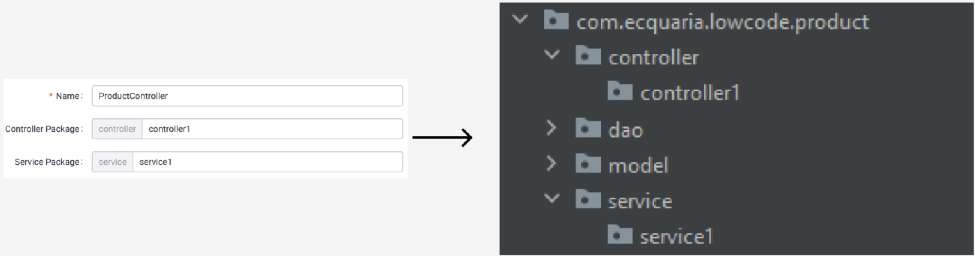 * Name: ProductController
Controller Package: controller controller1
Service Package: service service1
com.ecquaria.lowcode.product
controller
controller1
dao
model
service
service1